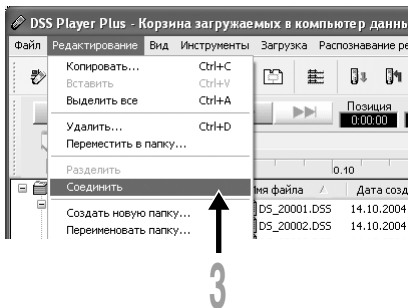 DSS Player Plus - Корзина загружаемых в компьютер данны
Файл Редактирование Вид Инструменты Загрузка Распознавание ре
Копировать... Ctrl+C
Вставить Ctrl+V
Выделить все Ctrl+A
Позиция
0:00:00
Удалить... Ctrl+D
Переместить в папку...
Разделить
0.10
Соединить
Имя файла Дата созд
Создать новую папку...
DS_20001.DSS 14.10.2004
Переименовать папку...
DS_20002.DSS 14.10.2004
3